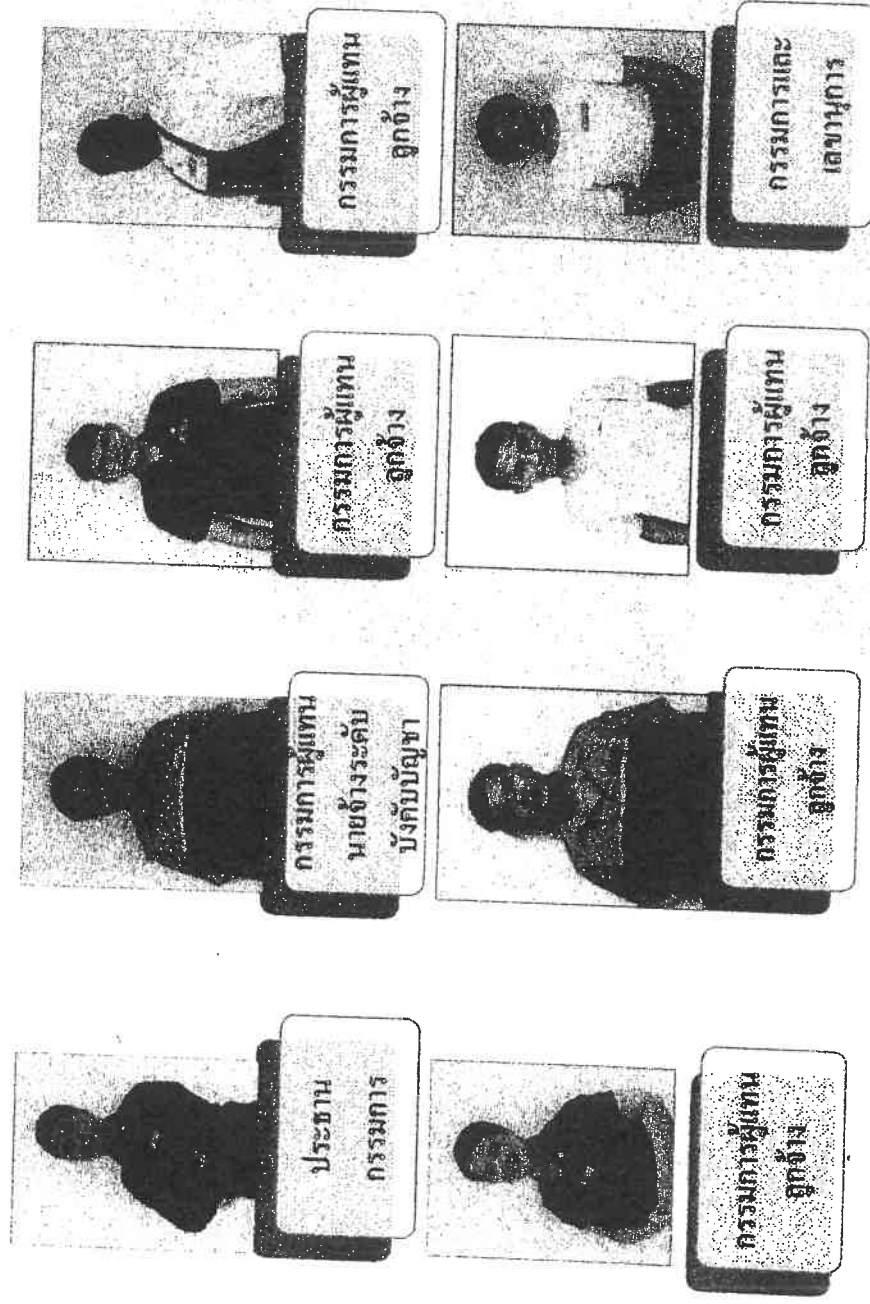 ประธาน
กรรมการ
กรรมการผู้แทน
นายจ้างระดับ
บังคับบัญชา
กรรมการผู้แทน
ลูกจ้าง
กรรมการผู้แทน
ลูกจ้าง
กรรมการผู้แทน
ลูกจ้าง
กรรมการผู้แทน
ลูกจ้าง
กรรมการผู้แทน
ลูกจ้าง
กรรมการและ
เลขานุการ